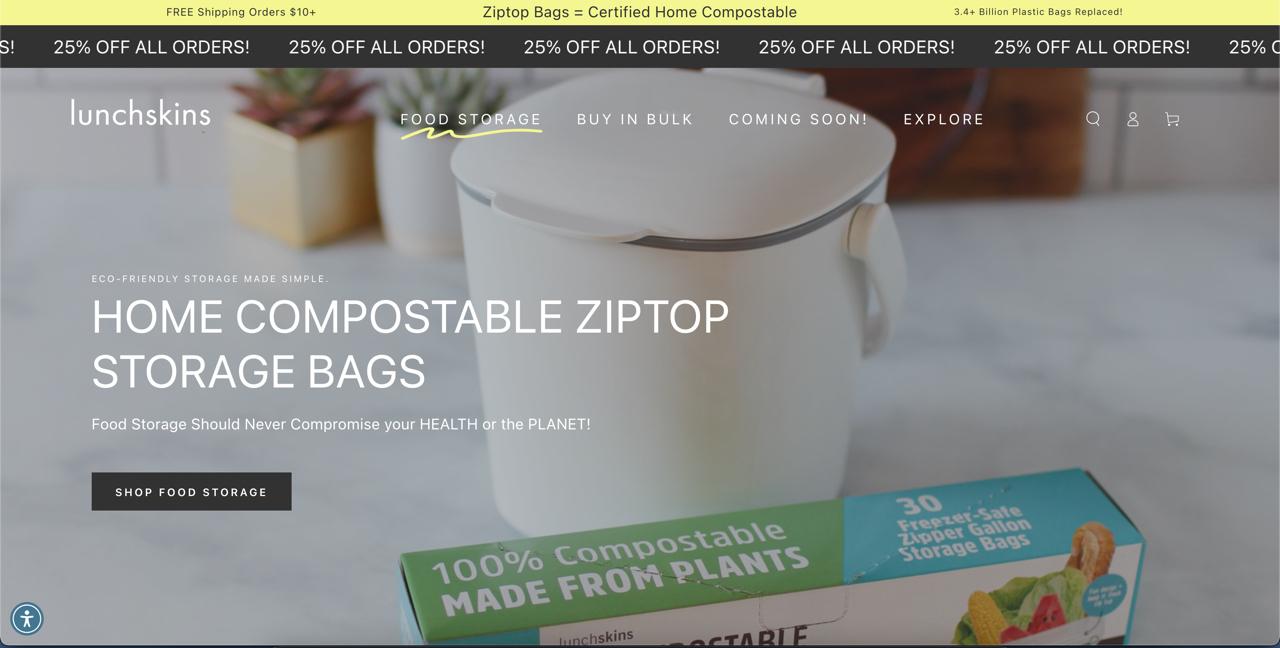 FREE Shipping Orders $10+
Ziptop Bags = Certified Home Compostable
3.4+ Billion Plastic Bags Replaced!
S! 25% OFF ALL ORDERS! 25% OFF ALL ORDERS! 25% OFF ALL ORDERS! 25% OFF ALL ORDERS! 25% OFF ALL ORDERS! 25% O
lunchskins
FOOD STORAGE
BUY IN BULK
COMING SOON!
EXPLORE
ECO-FRIENDLY STORAGE MADE SIMPLE.
HOME COMPOSTABLE ZIPTOP
STORAGE BAGS
Food Storage Should Never Compromise your HEALTH or the PLANET!
SHOP FOOD STORAGE
100% Compostable
MADE FROM PLANTS
30
Freezer-Safe
Zipper Gallon
Storage Bags
lunchskins